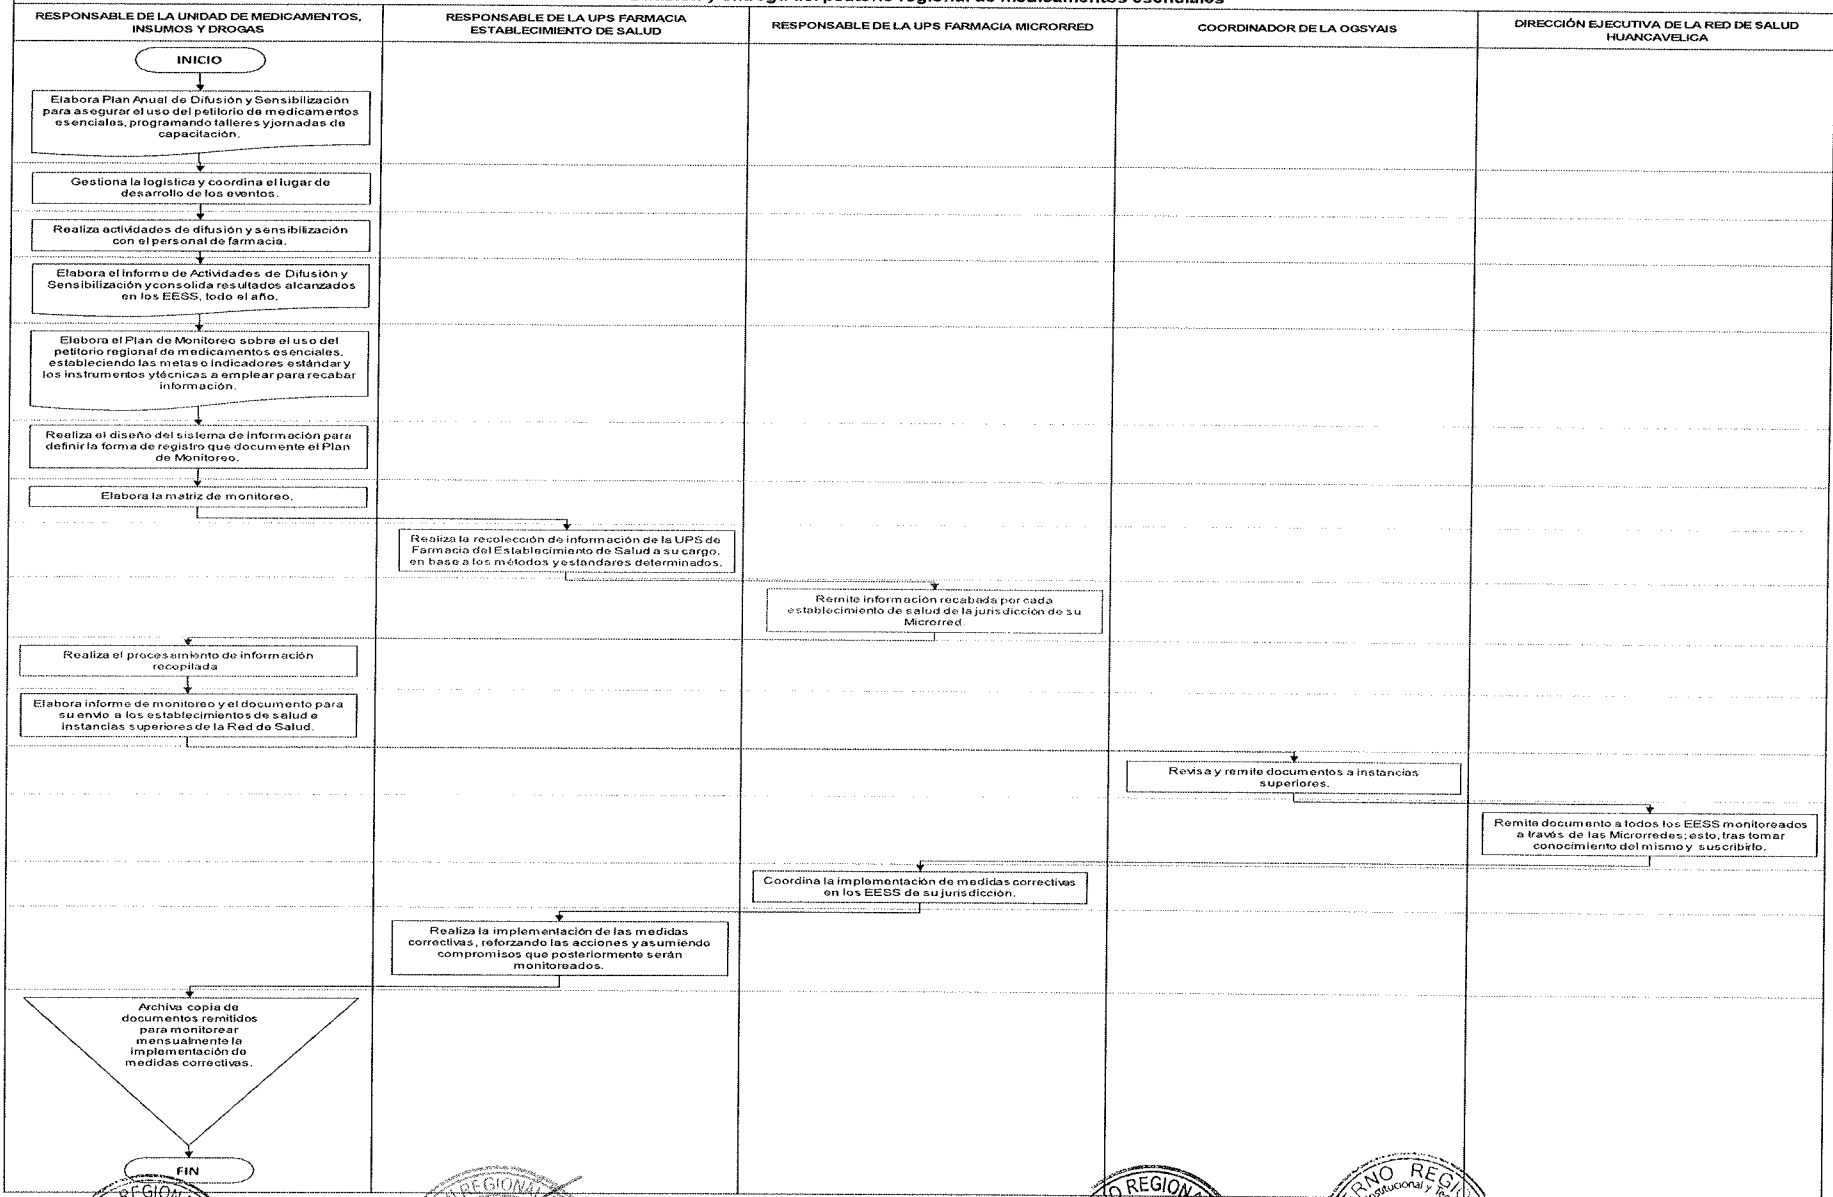 regional de medicamentos esenciales
RESPONSABLE DE LA UNIDAD DE MEDICAMENTOS,
INSUMOS Y DROGAS
RESPONSABLE DE LA UPS FARMACIA
ESTABLECIMIENTO DE SALUD
RESPONSABLE DE LA UPS FARMACIA MICRORRED
COORDINADOR DE LA OGSYAIS
DIRECCIÓN EJECUTIVA DE LA RED DE SALUD
HUANCAVELICA
INICIO
Elabora Plan Anual de Difusión y Sensibilización
para asegurar el uso del petitorio de medicamentos
esenciales, programando talleres y jornadas de
capacitación.
Gestiona la logística y coordina el lugar de
desarrollo de los eventos.
Realiza actividades de difusión y sensibilización
con el personal de farmacia.
Elabora el informe de Actividades de Difusión y
Sensibilización y consolida resultados alcanzados
en los EESS, todo el año.
Elabora el Plan de Monitoreo sobre el uso del
petitorio regional de medicamentos esenciales,
estableciendo las metas o indicadores estándar y
los instrumentos y técnicas a emplear para recabar
información.
Realiza el diseño del sistema de información para
definir la forma de registro que documente el Plan
de Monitoreo.
Elabora la matriz de monitoreo.
Realiza la recolección de información de la UPS de
Farmacia del Establecimiento de Salud a su cargo,
en base a los métodos y estandares determinados.
Remite información recabada por cada
establecimiento de salud de la jurisdicción de su
Microrred.
Realiza el procesamiento de información
recopilada
Elabora informe de monitoreo y el documento para
su envío a los establecimientos de salud e
instancias superiores de la Red de Salud.
Revisa y remite documentos a instancias
superiores.
Remite documento a todos los EESS monitoreados
a través de las Microrredes; ésto, tras tomar
conocimiento del mismo y suscribirlo.
Coordina la implementación de medidas correctivas
en los EESS de su jurisdicción.
Realiza la implementación de las medidas
correctivas, reforzando las acciones y asumiendo
compromisos que posteriormente serán
monitoreados.
Archiva copia de
documentos remitidos
para monitorear
mensualmente la
implementación de
medidas correctivas.
FIN
REGIONAL
REGIONAL